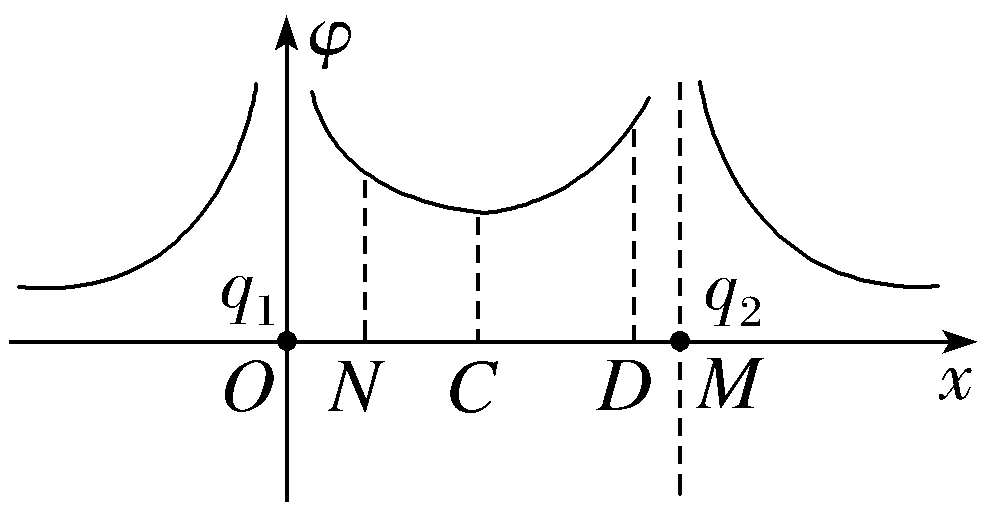 φ
q₁ q₂
O N C D M x